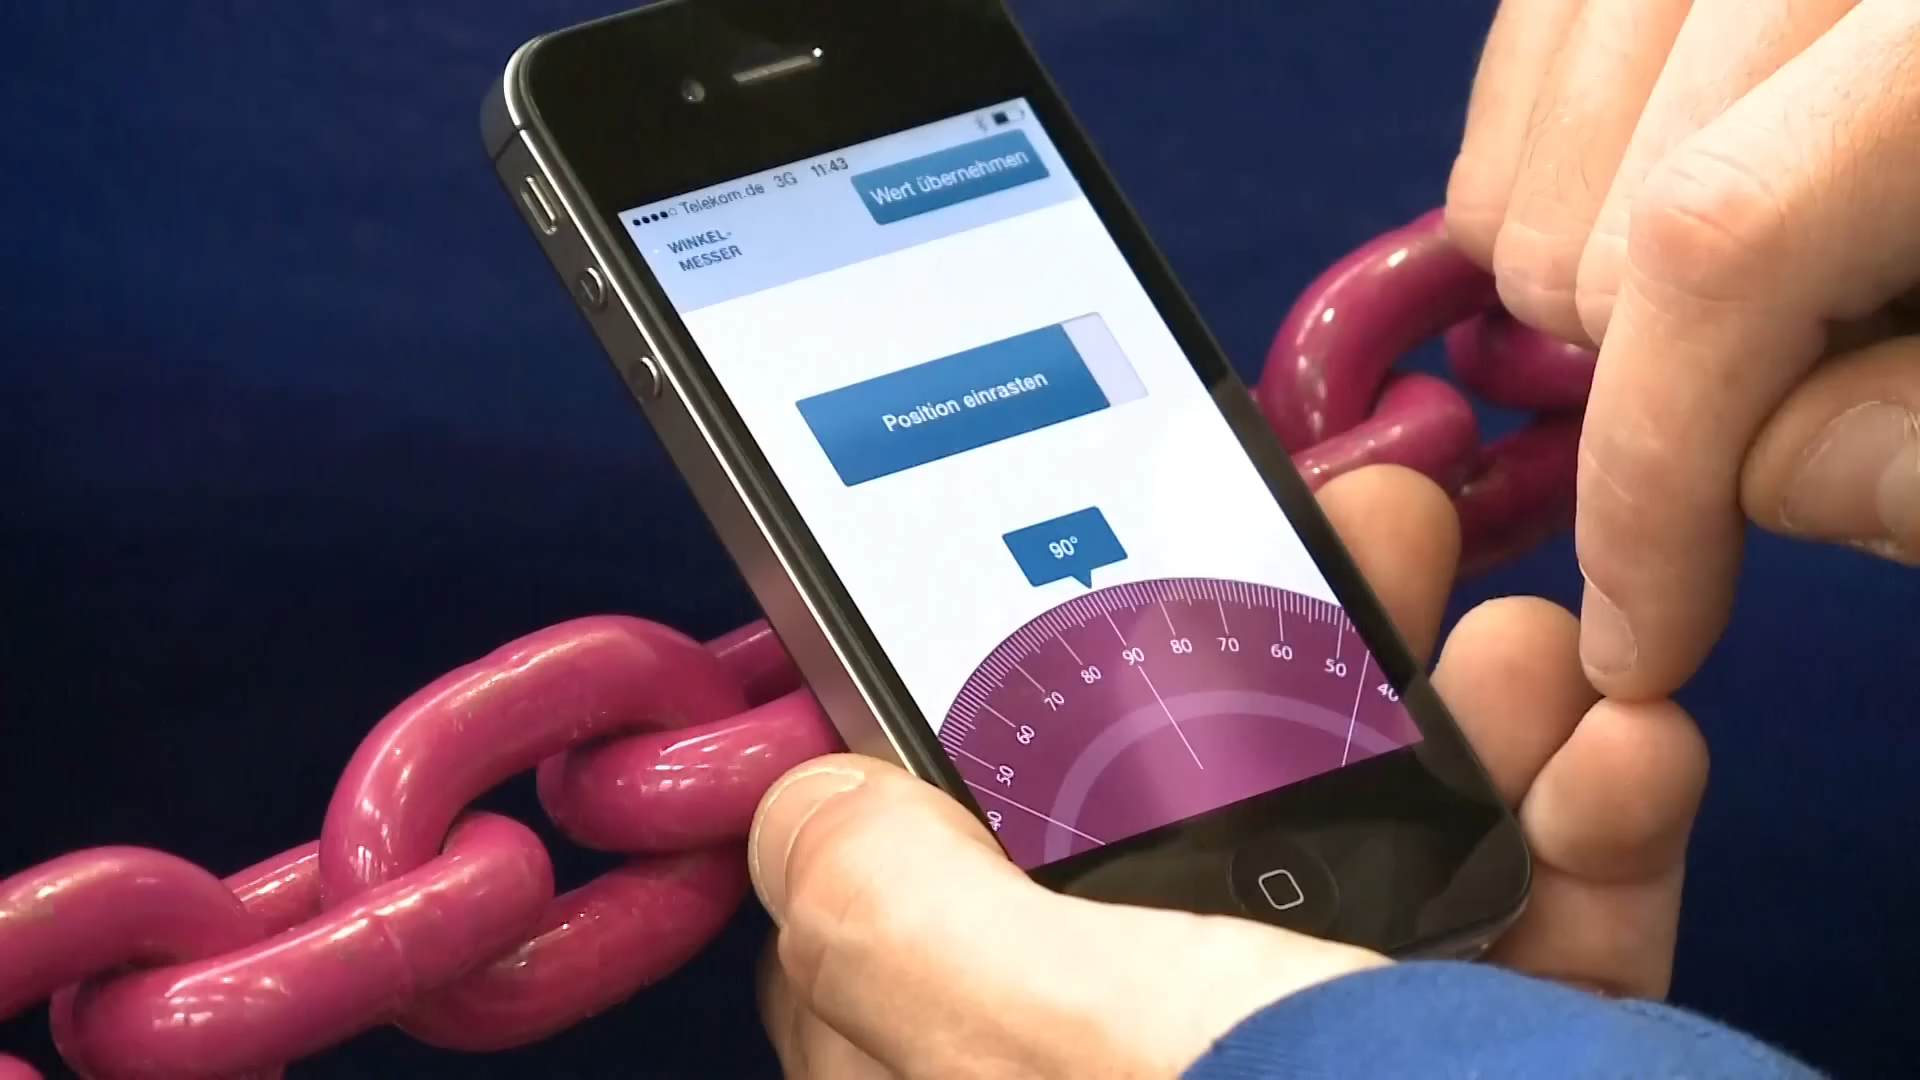 Telekom.de 3G 11:43
Wert übernehmen
WINKEL-
MESSER
Position einrasten
90°
40 50 60 70 80 90 80 70 60 50 40